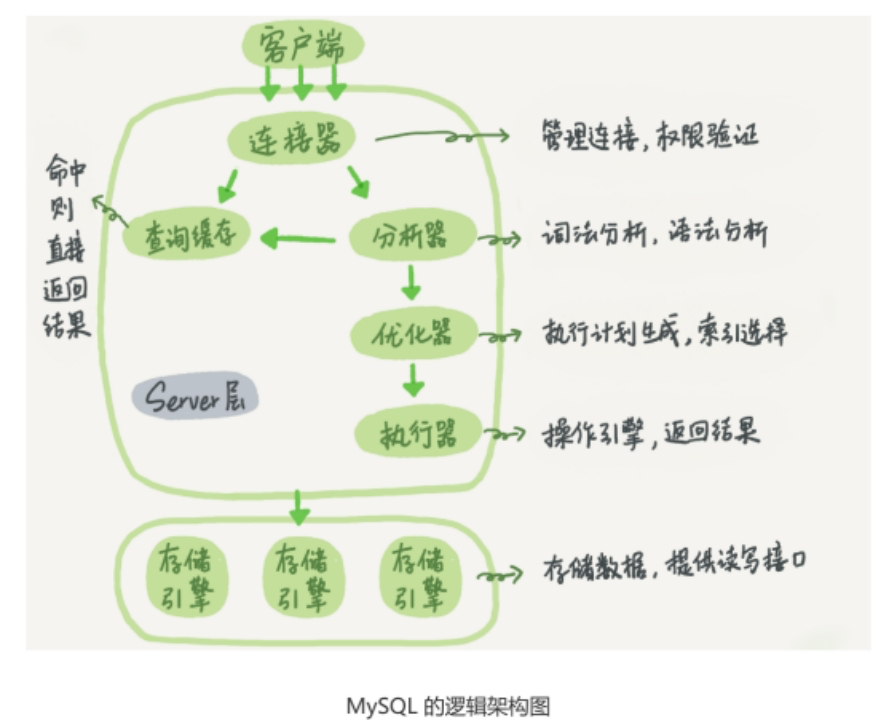 客户端
连接器
管理连接,权限验证
命中
则
直接
返回
结果
查询缓存
分析器
词法分析,语法分析
优化器
执行计划生成,索引选择
Server层
执行器
操作引擎,返回结果
存储
引擎
存储
引擎
存储
引擎
存储数据,提供读写接口
MySQL 的逻辑架构图